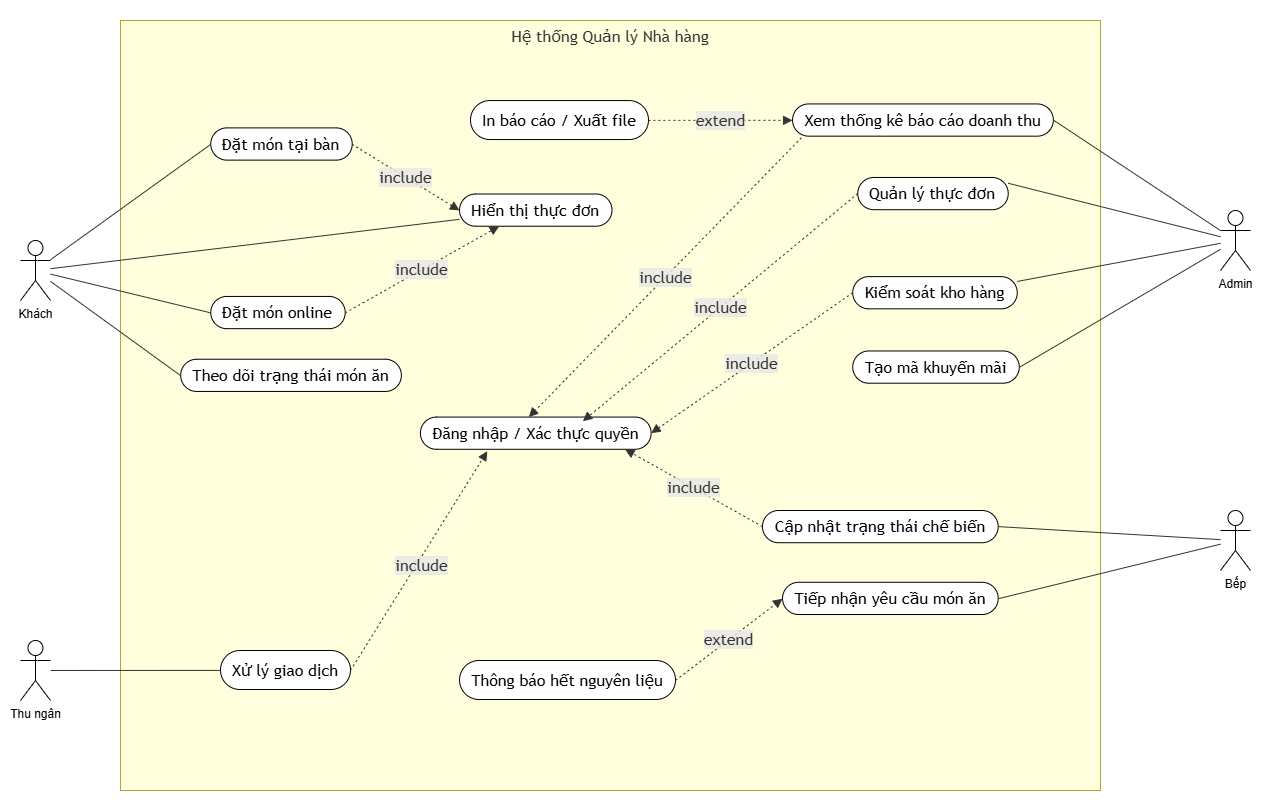 Hệ thống Quản lý Nhà hàng
In báo cáo / Xuất file
extend
Xem thống kê báo cáo doanh thu
Đặt món tại bàn
include
Quản lý thực đơn
Hiển thị thực đơn
include
include
Kiểm soát kho hàng
Admin
Khách
Đặt món online
include
include
Tạo mã khuyến mãi
Theo dõi trạng thái món ăn
Đăng nhập / Xác thực quyền
include
Cập nhật trạng thái chế biến
include
Bếp
Tiếp nhận yêu cầu món ăn
extend
Xử lý giao dịch
Thông báo hết nguyên liệu
Thu ngân